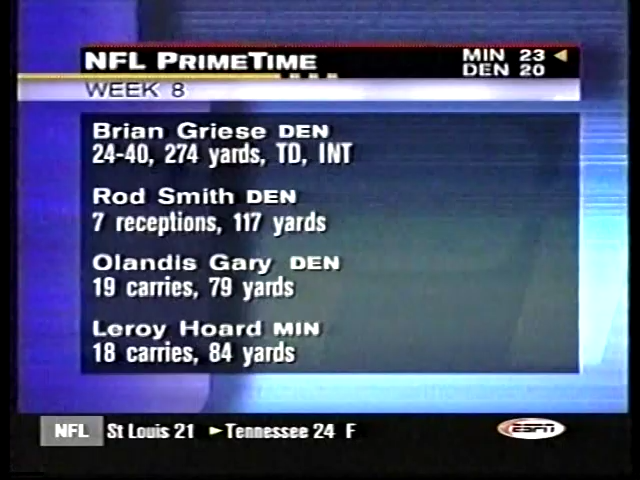 NFL PRIMETIME
MIN 23 ◄
DEN 20
WEEK 8
Brian Griese DEN
24-40, 274 yards, TD, INT
Rod Smith DEN
7 receptions, 117 yards
Olandis Gary DEN
19 carries, 79 yards
Leroy Hoard MIN
18 carries, 84 yards
NFL St Louis 21 ►Tennessee 24 F
ESPN